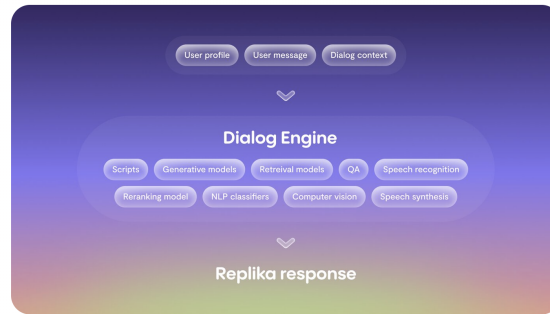 User profile User message Dialog context
Dialog Engine
Scripts Generative models Retreival models QA Speech recognition
Reranking model NLP classifiers Computer vision Speech synthesis
Replika response